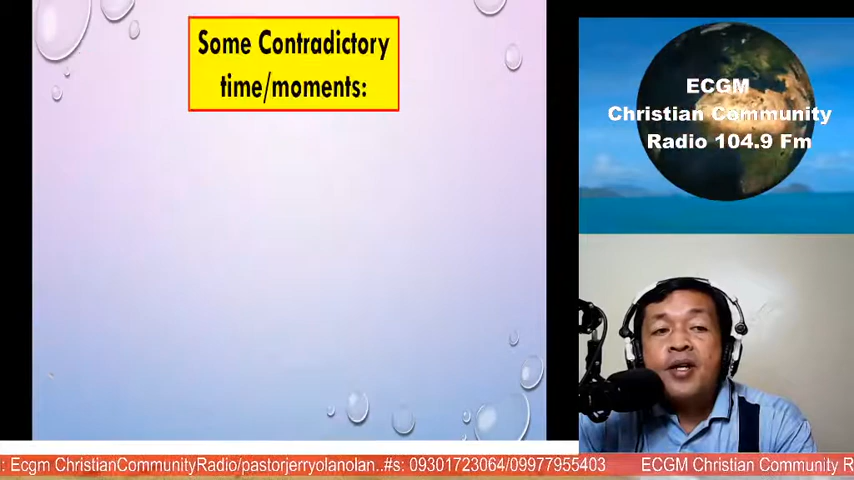 Some Contradictory
time/moments:
ECGM
Christian Community
Radio 104.9 Fm
: Ecgm ChristianCommunityRadio/pastorjerryolanolan..#s: 09301723064/09977955403 ECGM Christian Community R